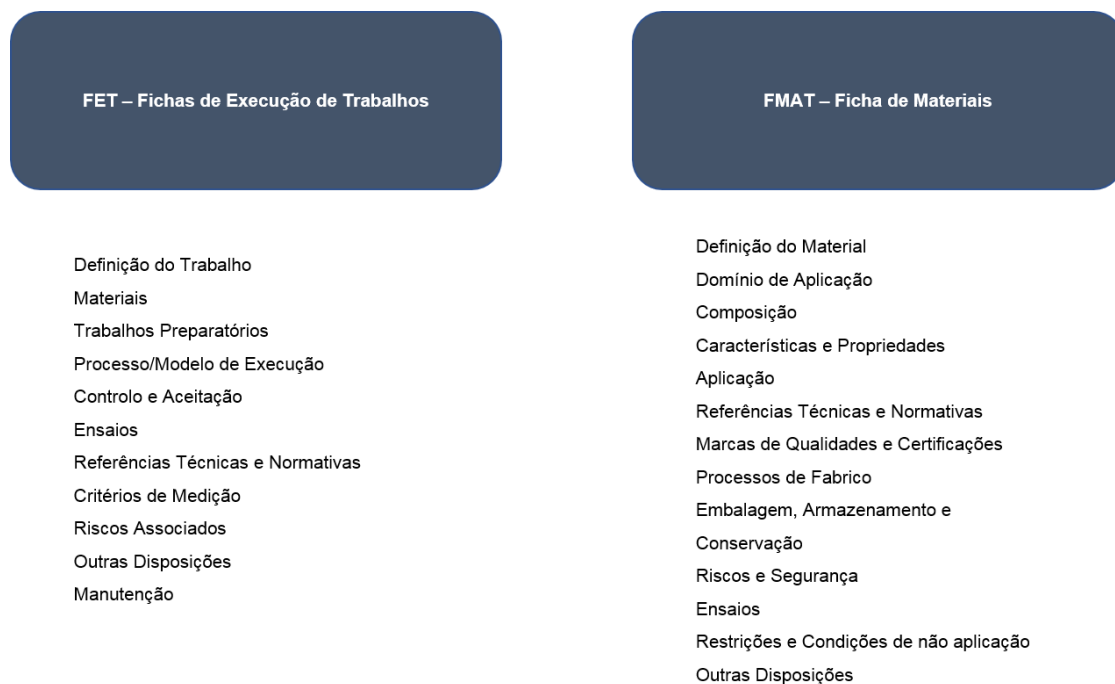 FET – Fichas de Execução de Trabalhos
Definição do Trabalho
Materiais
Trabalhos Preparatórios
Processo/Modelo de Execução
Controlo e Aceitação
Ensaios
Referências Técnicas e Normativas
Critérios de Medição
Riscos Associados
Outras Disposições
Manutenção
FMAT – Ficha de Materiais
Definição do Material
Domínio de Aplicação
Composição
Características e Propriedades
Aplicação
Referências Técnicas e Normativas
Marcas de Qualidades e Certificações
Processos de Fabrico
Embalagem, Armazenamento e
Conservação
Riscos e Segurança
Ensaios
Restrições e Condições de não aplicação
Outras Disposições